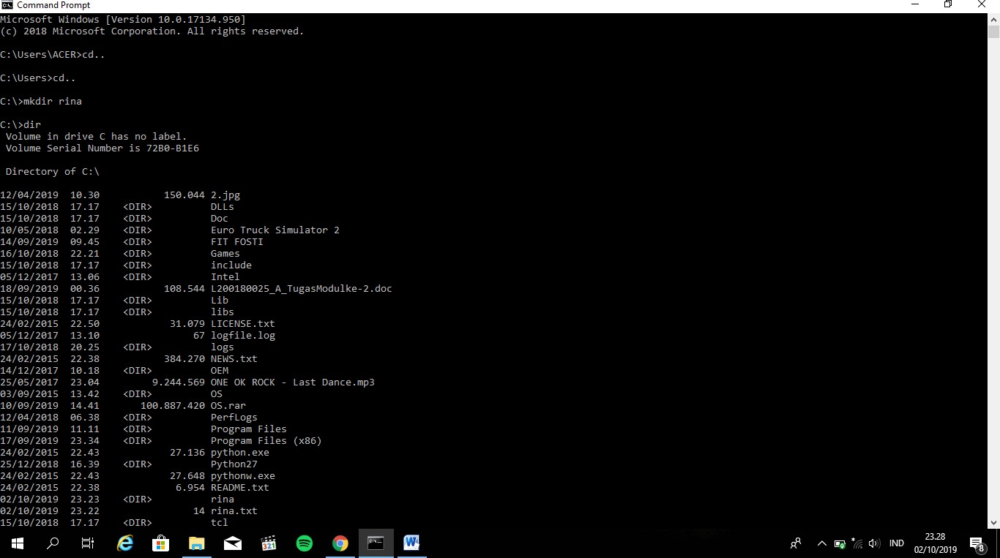 Command Prompt
Microsoft Windows [Version 10.0.17134.950]
(c) 2018 Microsoft Corporation. All rights reserved.
C:\Users\ACER>cd..
C:\Users>cd..
C:\>mkdir rina
C:\>dir
Volume in drive C has no label.
Volume Serial Number is 72B0-B1E6
Directory of C:\
12/04/2019  10.30           150.044 2.jpg
15/10/2018  17.17    <DIR>          DLLs
15/10/2018  17.17    <DIR>          Doc
10/05/2018  02.29    <DIR>          Euro Truck Simulator 2
14/09/2019  09.45    <DIR>          FIT FOSTI
16/10/2018  22.21    <DIR>          Games
15/10/2018  17.17    <DIR>          include
05/12/2017  13.06    <DIR>          Intel
18/09/2019  00.36           108.544 L200180025_A_TugasModulke-2.doc
15/10/2018  17.17    <DIR>          Lib
15/10/2018  17.17    <DIR>          libs
24/02/2015  22.50            31.079 LICENSE.txt
05/12/2017  13.10                67 logfile.log
17/10/2018  20.25    <DIR>          logs
24/02/2015  22.38           384.270 NEWS.txt
14/12/2017  10.18    <DIR>          OEM
25/05/2017  23.04         9.244.569 ONE OK ROCK - Last Dance.mp3
03/09/2015  13.42    <DIR>          OS
10/09/2019  14.41       100.887.420 OS.rar
12/04/2018  06.38    <DIR>          PerfLogs
11/09/2019  11.11    <DIR>          Program Files
17/09/2019  23.34    <DIR>          Program Files (x86)
24/02/2015  22.43            27.136 python.exe
25/12/2018  16.39    <DIR>          Python27
24/02/2015  22.43            27.648 pythonw.exe
24/02/2015  22.38             6.954 README.txt
02/10/2019  23.23    <DIR>          rina
02/10/2019  23.22                14 rina.txt
15/10/2018  17.17    <DIR>          tcl
321
IND
23.28
02/10/2019
8